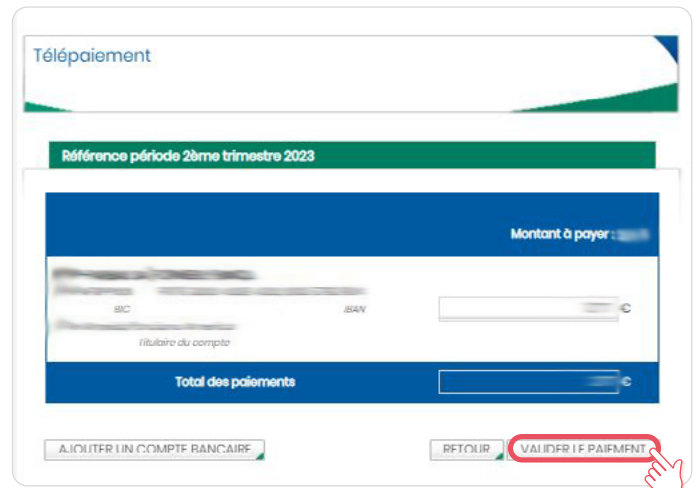 Télépaiement
Référence période 2ème trimestre 2023
Montant à payer :
BIC IBAN
€
Titulaire du compte
Total des paiements €
AJOUTER UN COMPTE BANCAIRE RETOUR VALIDER LE PAIEMENT